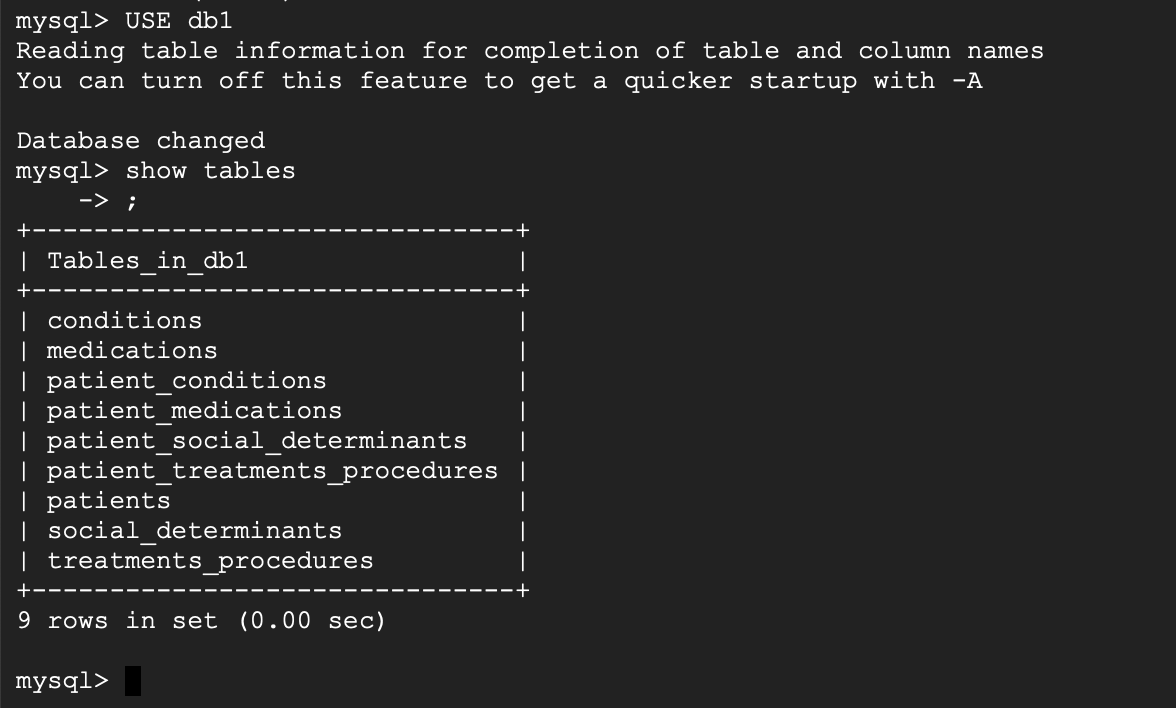 mysql> USE db1
Reading table information for completion of table and column names
You can turn off this feature to get a quicker startup with -A
Database changed
mysql> show tables
    -> ;
+-------------------------------+
| Tables_in_db1                 |
+-------------------------------+
| conditions                    |
| medications                   |
| patient_conditions            |
| patient_medications           |
| patient_social_determinants   |
| patient_treatments_procedures |
| patients                      |
| social_determinants           |
| treatments_procedures         |
+-------------------------------+
9 rows in set (0.00 sec)
mysql>